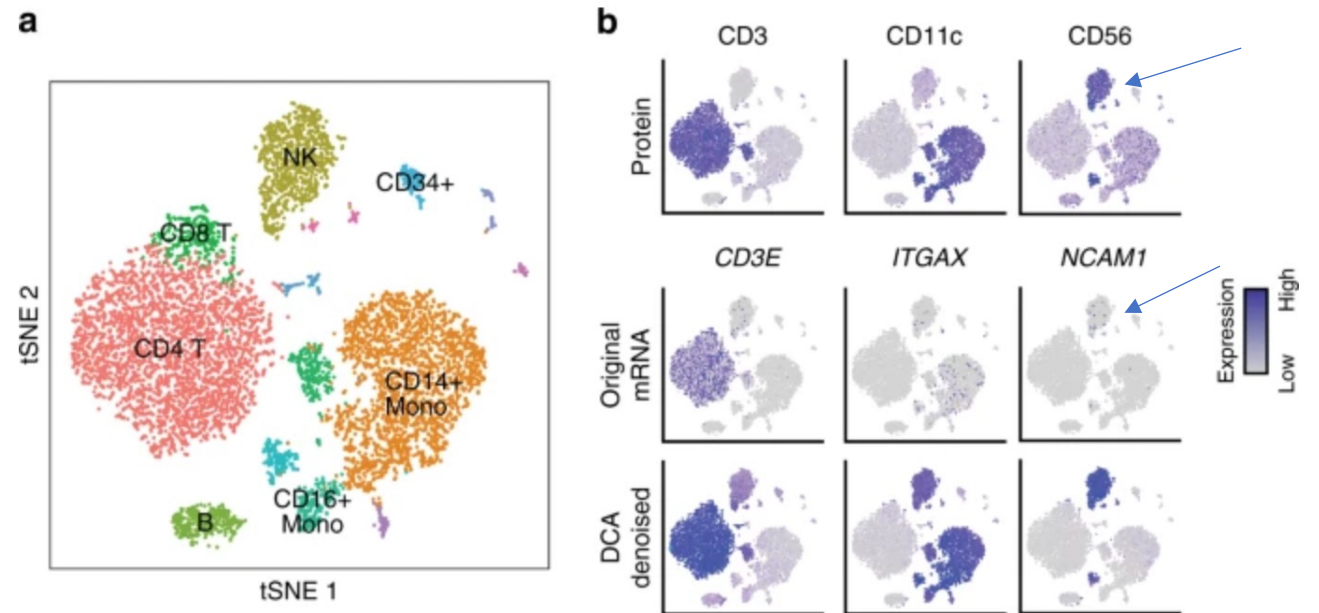 a
NK
CD34+
CD8 T
CD4 T
CD14+
Mono
CD16+
Mono
B
tSNE 2
tSNE 1
b
CD3
CD11c
CD56
Protein
CD3E
ITGAX
NCAM1
Original
mRNA
DCA
denoised
Expression
Low
High